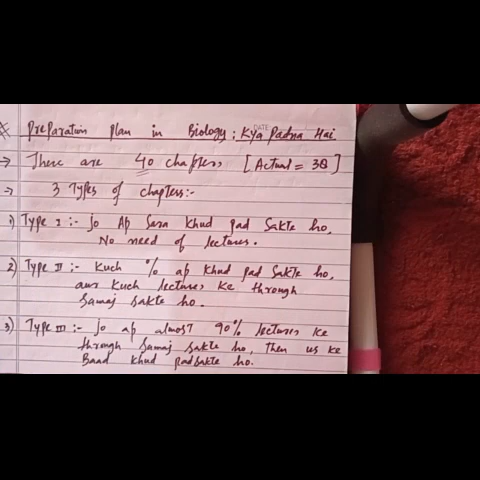 * Preparation Plan in Biology: Kya Padna Hai
DATE
→ There are 40 chapters [Actual = 38]
→ 3 Types of chapters:-
1) Type I :- Jo Ap Sara Khud pad Sakte ho,
No need of lectures.
2) Type II :- Kuch % ap Khud Pad Sakte ho,
aur Kuch lectures ke through
Samaj Sakte ho.
3) Type III :- Jo ap almost 90% lectures ke
through Samaj Sakte ho, then us ke
Baad Khud padsakte ho.